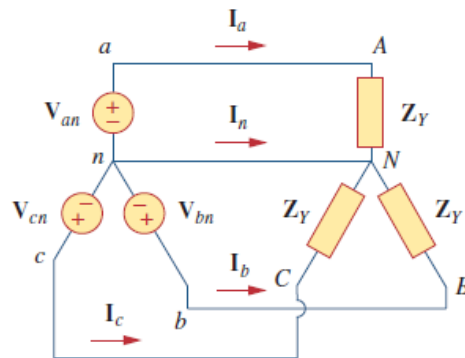 I_a
a A
V_an + − Z_Y
I_n
n N
V_cn − + − + V_bn Z_Y Z_Y
c I_b C B
b
I_c